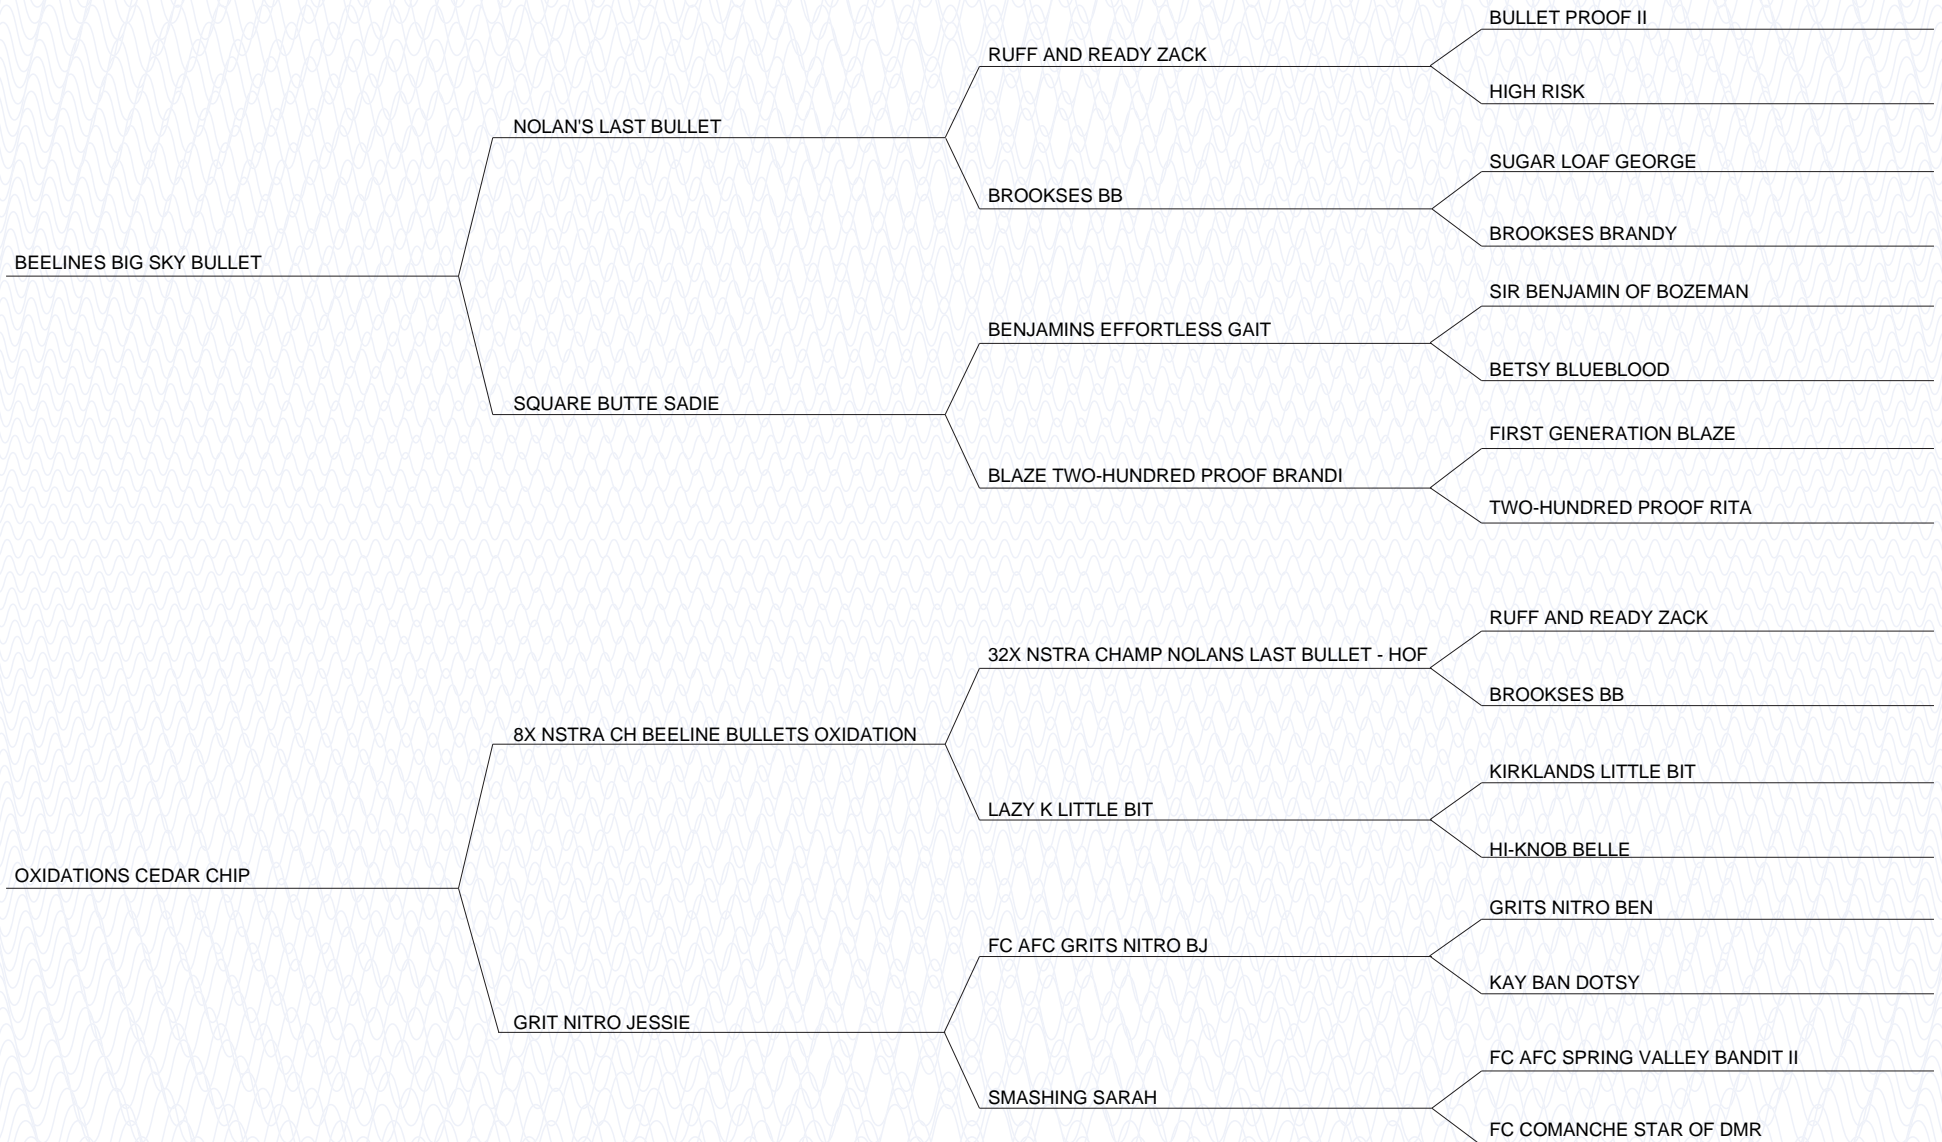 BULLET PROOF II
RUFF AND READY ZACK
HIGH RISK
NOLAN'S LAST BULLET
SUGAR LOAF GEORGE
BROOKSES BB
BROOKSES BRANDY
BEELINES BIG SKY BULLET
SIR BENJAMIN OF BOZEMAN
BENJAMINS EFFORTLESS GAIT
BETSY BLUEBLOOD
SQUARE BUTTE SADIE
FIRST GENERATION BLAZE
BLAZE TWO-HUNDRED PROOF BRANDI
TWO-HUNDRED PROOF RITA
RUFF AND READY ZACK
32X NSTRA CHAMP NOLANS LAST BULLET - HOF
BROOKSES BB
8X NSTRA CH BEELINE BULLETS OXIDATION
KIRKLANDS LITTLE BIT
LAZY K LITTLE BIT
HI-KNOB BELLE
OXIDATIONS CEDAR CHIP
GRITS NITRO BEN
FC AFC GRITS NITRO BJ
KAY BAN DOTSY
GRIT NITRO JESSIE
FC AFC SPRING VALLEY BANDIT II
SMASHING SARAH
FC COMANCHE STAR OF DMR